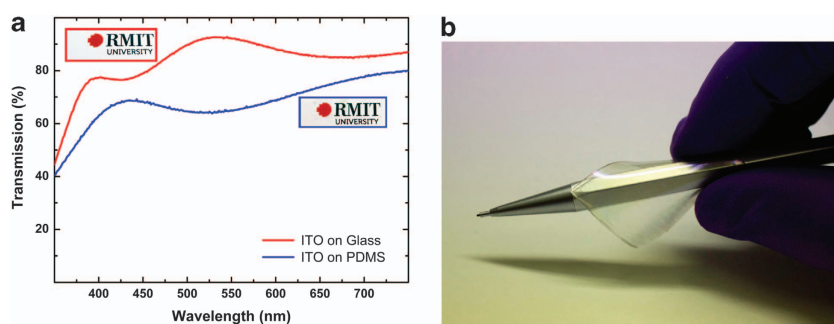 a
b
RMIT
UNIVERSITY
RMIT
UNIVERSITY
80
60
40
20
Transmission (%)
ITO on Glass
ITO on PDMS
400
450
500
550
600
650
700
Wavelength (nm)